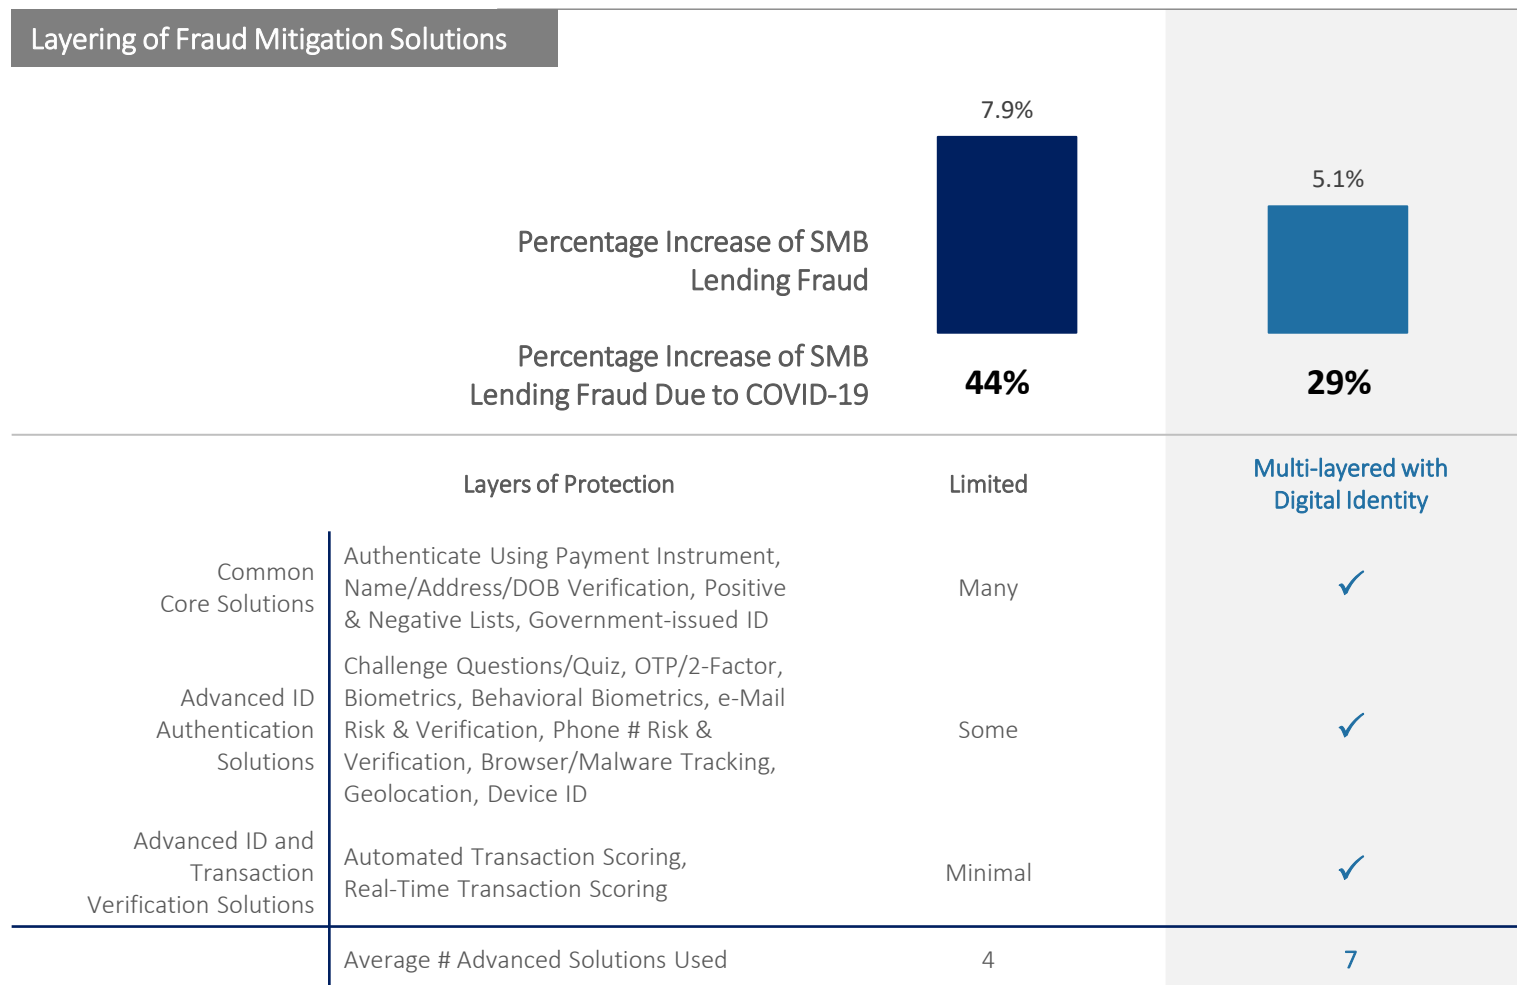 Layering of Fraud Mitigation Solutions
7.9%
5.1%
Percentage Increase of SMB
Lending Fraud
Percentage Increase of SMB
Lending Fraud Due to COVID-19
44%
29%
Layers of Protection
Limited
Multi-layered with
Digital Identity
Common
Core Solutions
Authenticate Using Payment Instrument,
Name/Address/DOB Verification, Positive
& Negative Lists, Government-issued ID
Many
✓
Advanced ID
Authentication
Solutions
Challenge Questions/Quiz, OTP/2-Factor,
Biometrics, Behavioral Biometrics, e-Mail
Risk & Verification, Phone # Risk &
Verification, Browser/Malware Tracking,
Geolocation, Device ID
Some
✓
Advanced ID and
Transaction
Verification Solutions
Automated Transaction Scoring,
Real-Time Transaction Scoring
Minimal
✓
Average # Advanced Solutions Used
4
7